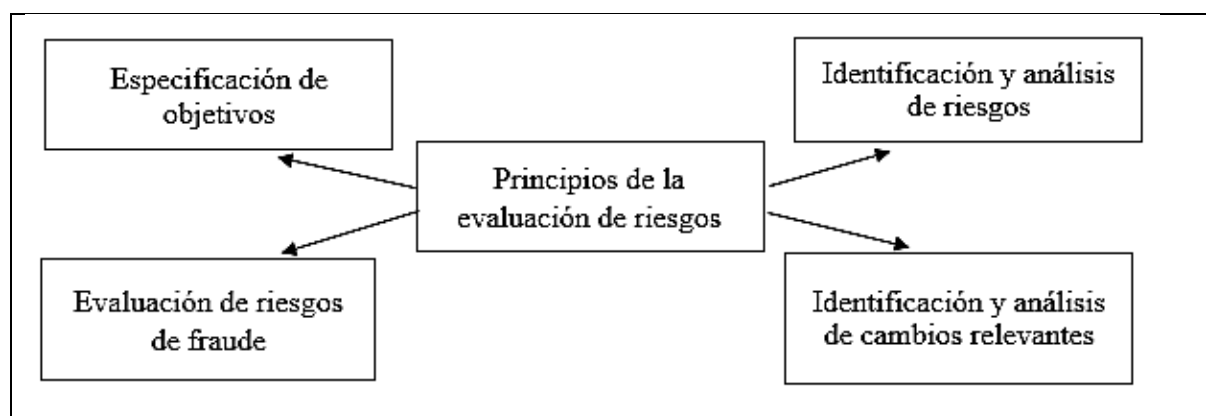 Especificación de
objetivos
Identificación y análisis
de riesgos
Principios de la
evaluación de riesgos
Evaluación de riesgos
de fraude
Identificación y análisis
de cambios relevantes